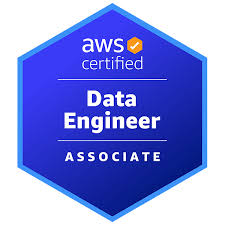 aws
certified
Data
Engineer
ASSOCIATE